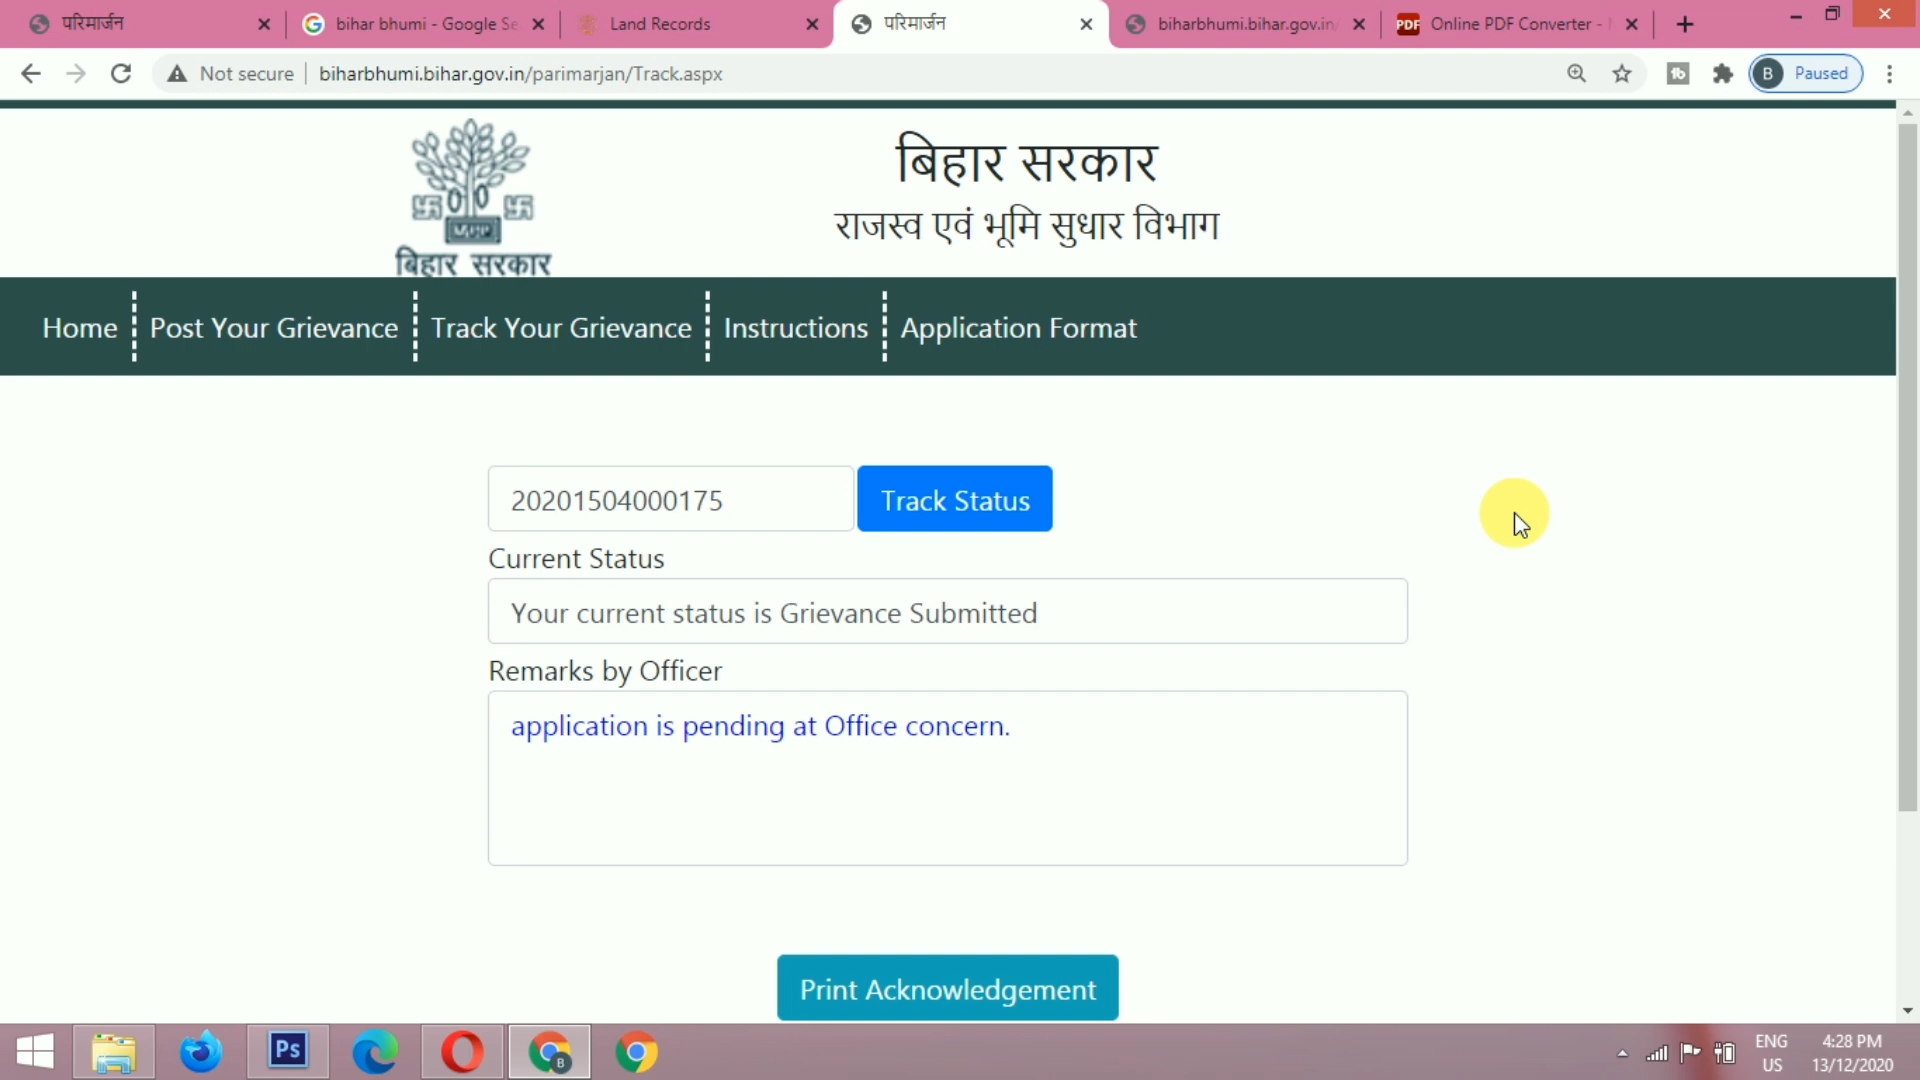 परिमार्जन
bihar bhumi - Google Se
Land Records
परिमार्जन
biharbhumi.bihar.gov.in/
PDF Online PDF Converter -
Not secure biharbhumi.bihar.gov.in/parimarjan/Track.aspx
B Paused
बिहार सरकार
राजस्व एवं भूमि सुधार विभाग
बिहार सरकार
Home Post Your Grievance Track Your Grievance Instructions Application Format
20201504000175 Track Status
Current Status
Your current status is Grievance Submitted
Remarks by Officer
application is pending at Office concern.
Print Acknowledgement
Ps
B
ENG 4:28 PM
US 13/12/2020